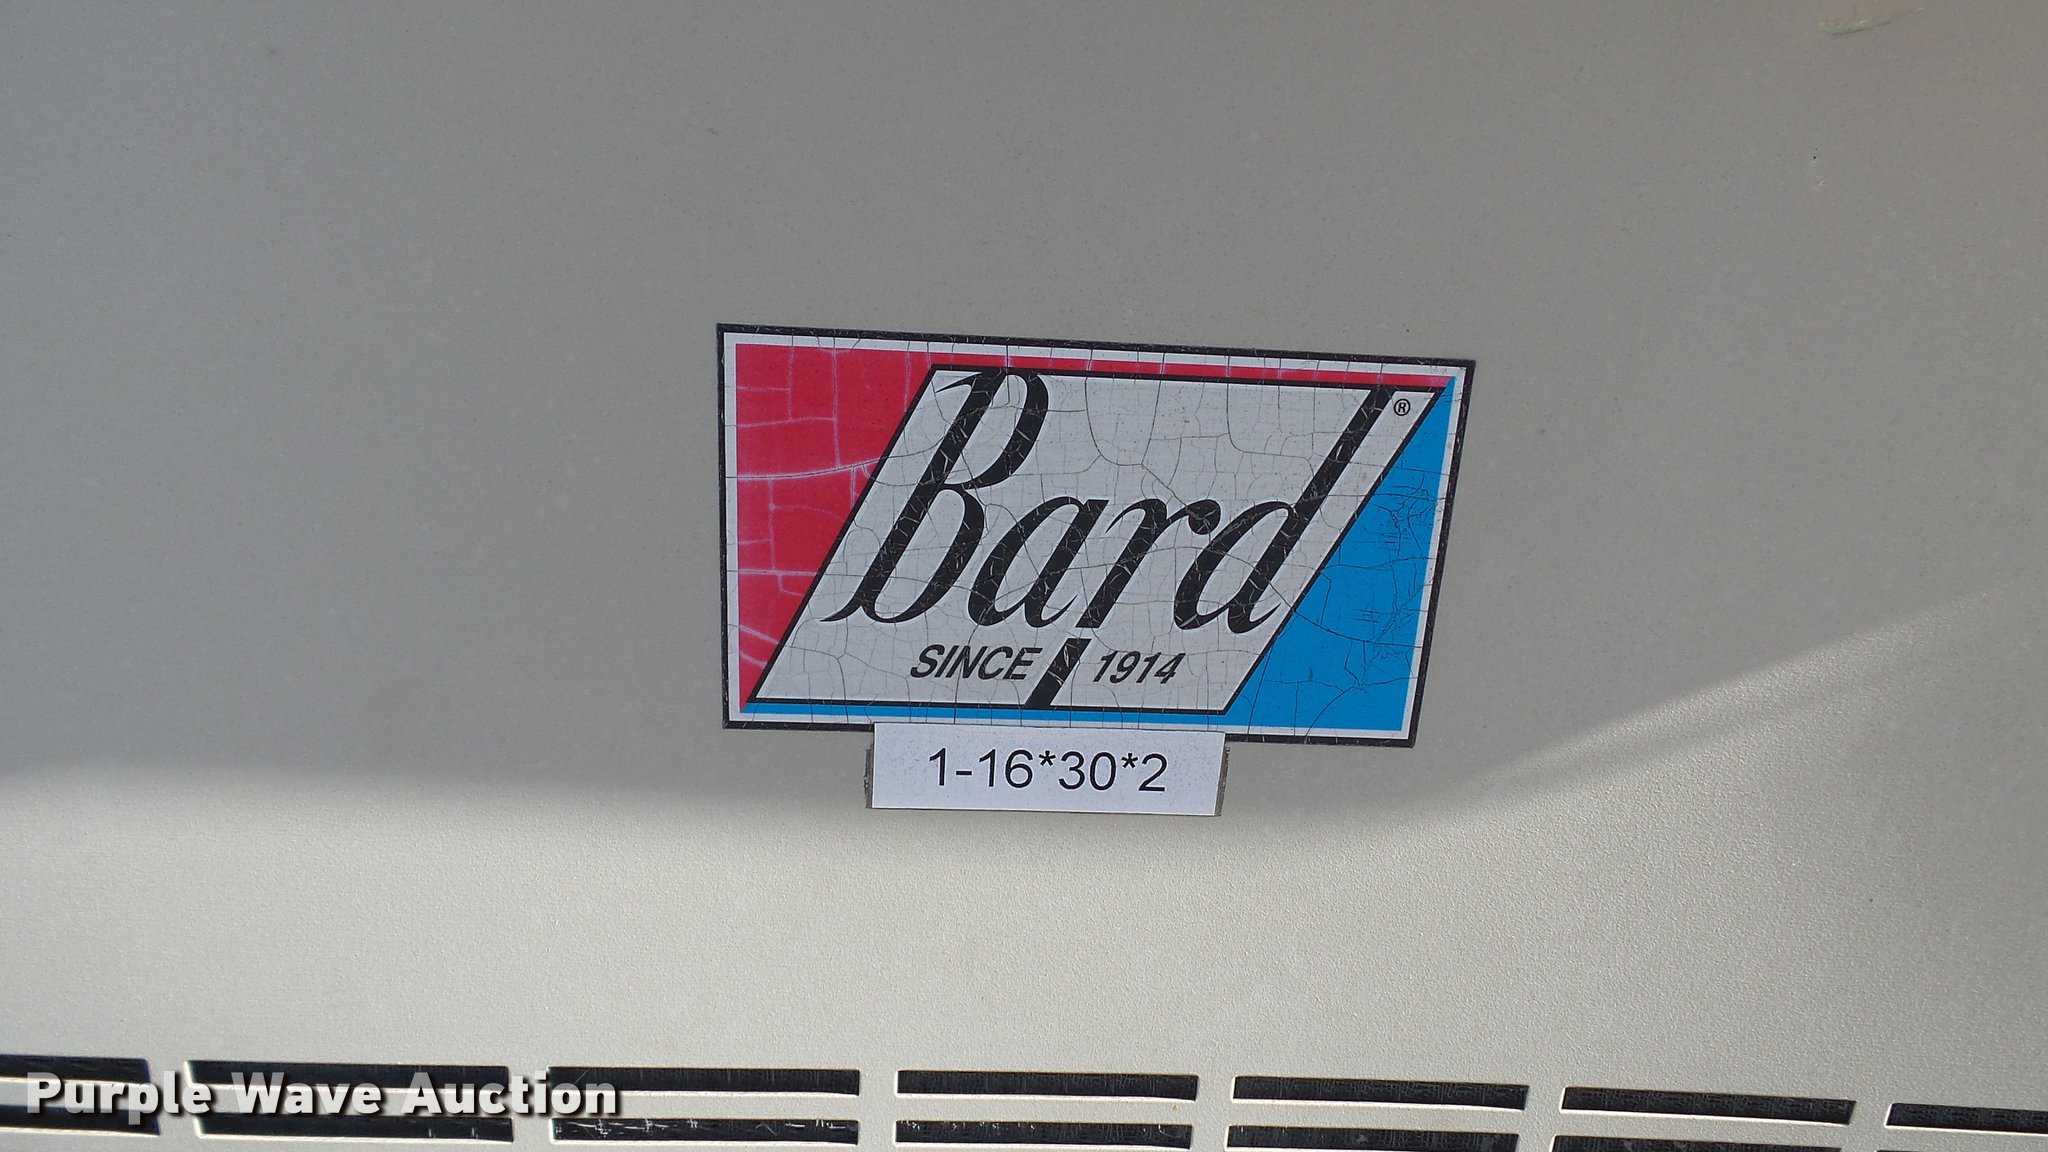 Bard ®
SINCE 1914
1-16*30*2
Purple Wave Auction